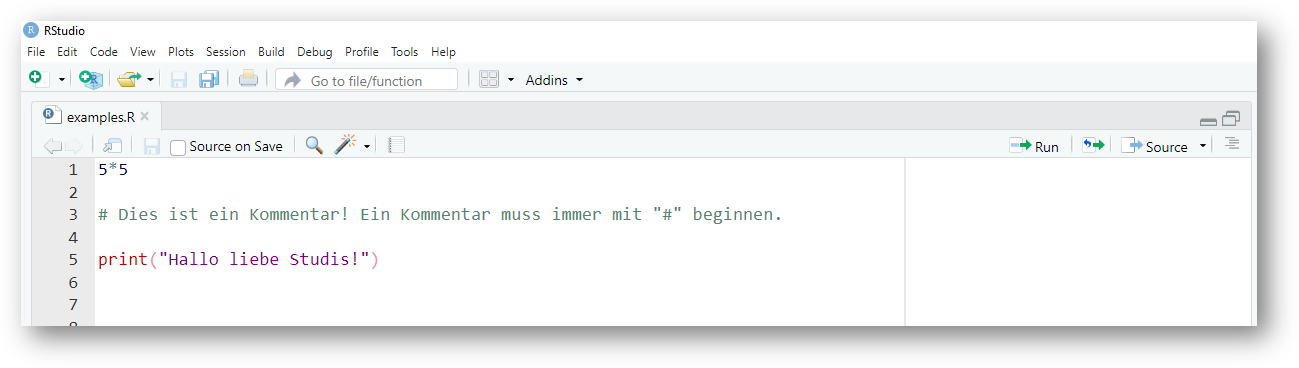 RStudio
File Edit Code View Plots Session Build Debug Profile Tools Help
Go to file/function Addins
examples.R
Source on Save Run Source
1 5*5
2
3 # Dies ist ein Kommentar! Ein Kommentar muss immer mit "#" beginnen.
4
5 print("Hallo liebe Studis!")
6
7
8